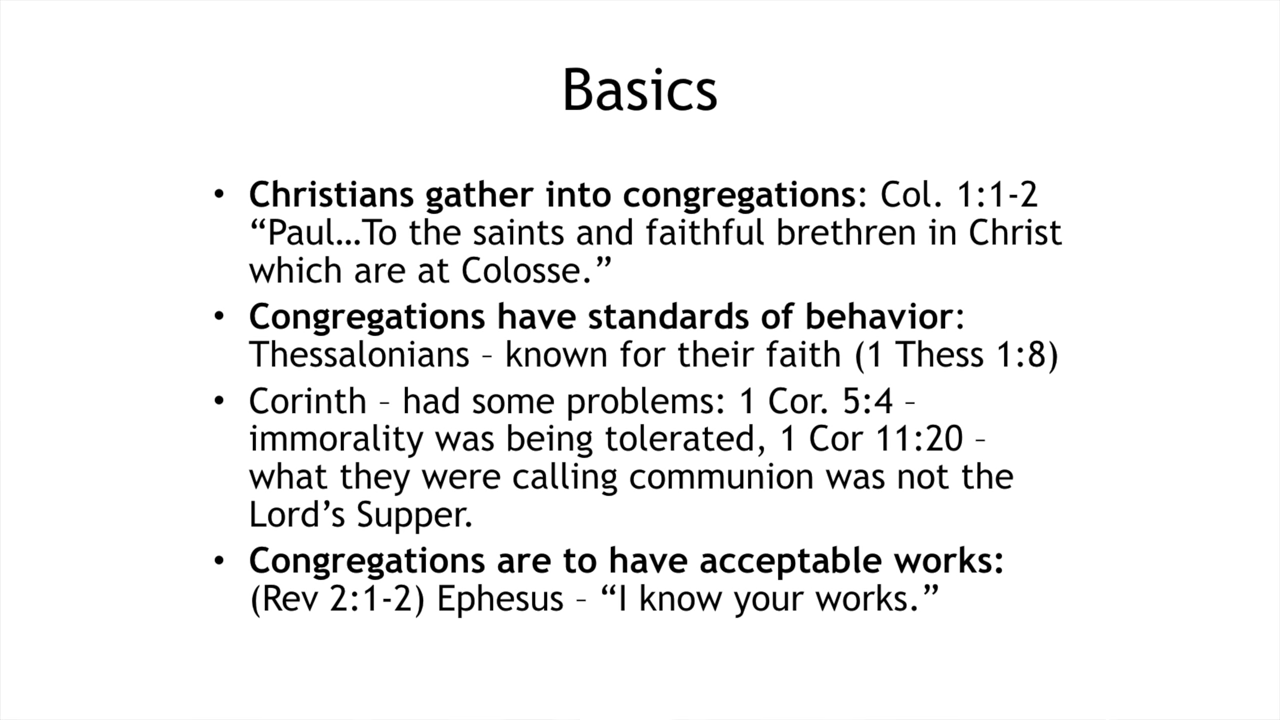 Basics
• Christians gather into congregations: Col. 1:1-2
“Paul…To the saints and faithful brethren in Christ
which are at Colosse.”
• Congregations have standards of behavior:
Thessalonians – known for their faith (1 Thess 1:8)
• Corinth – had some problems: 1 Cor. 5:4 –
immorality was being tolerated, 1 Cor 11:20 –
what they were calling communion was not the
Lord’s Supper.
• Congregations are to have acceptable works:
(Rev 2:1-2) Ephesus – “I know your works.”